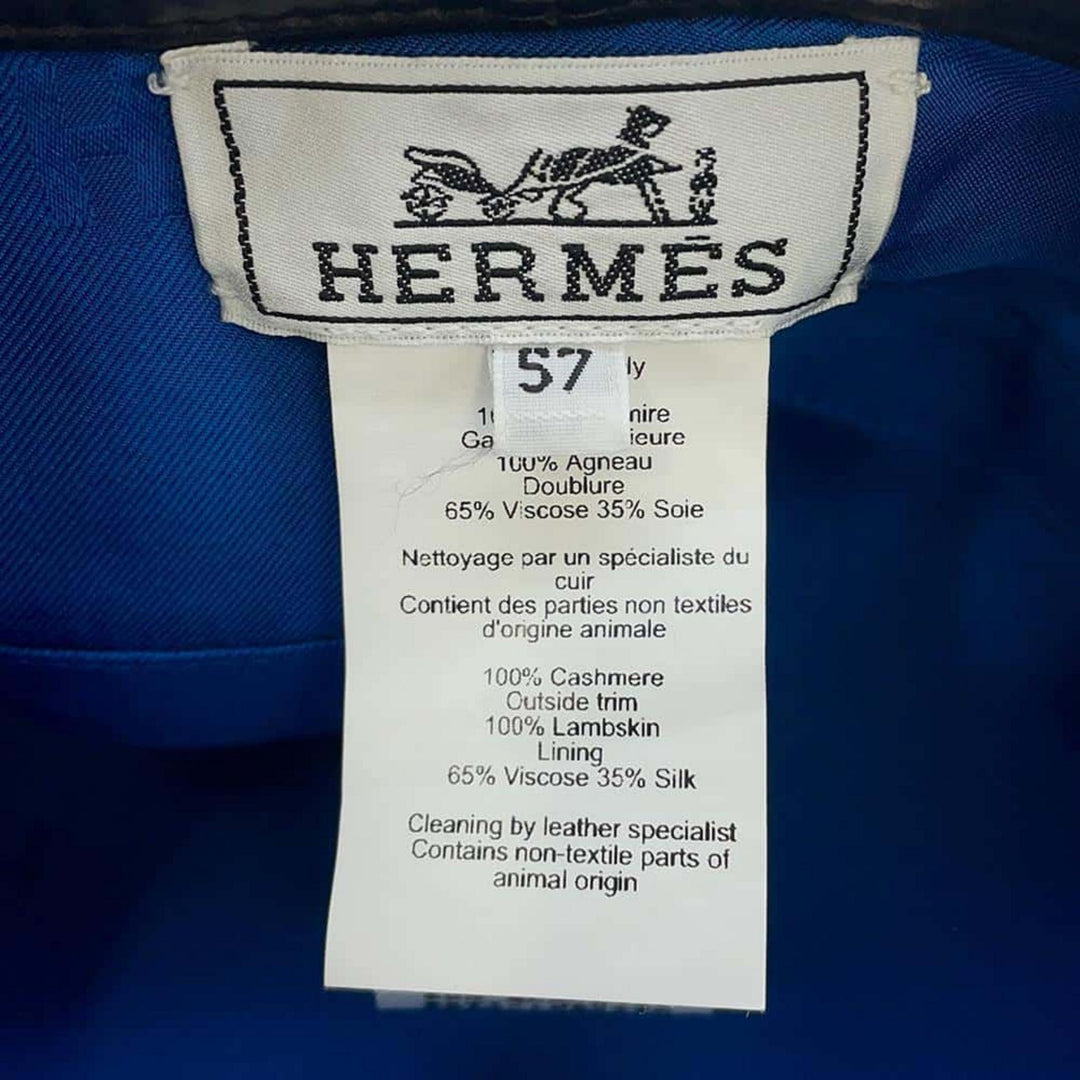 HERMĒS
57
100% Agneau
Doublure
65% Viscose 35% Soie
Nettoyage par un spécialiste du
cuir
Contient des parties non textiles
d'origine animale
100% Cashmere
Outside trim
100% Lambskin
Lining
65% Viscose 35% Silk
Cleaning by leather specialist
Contains non-textile parts of
animal origin